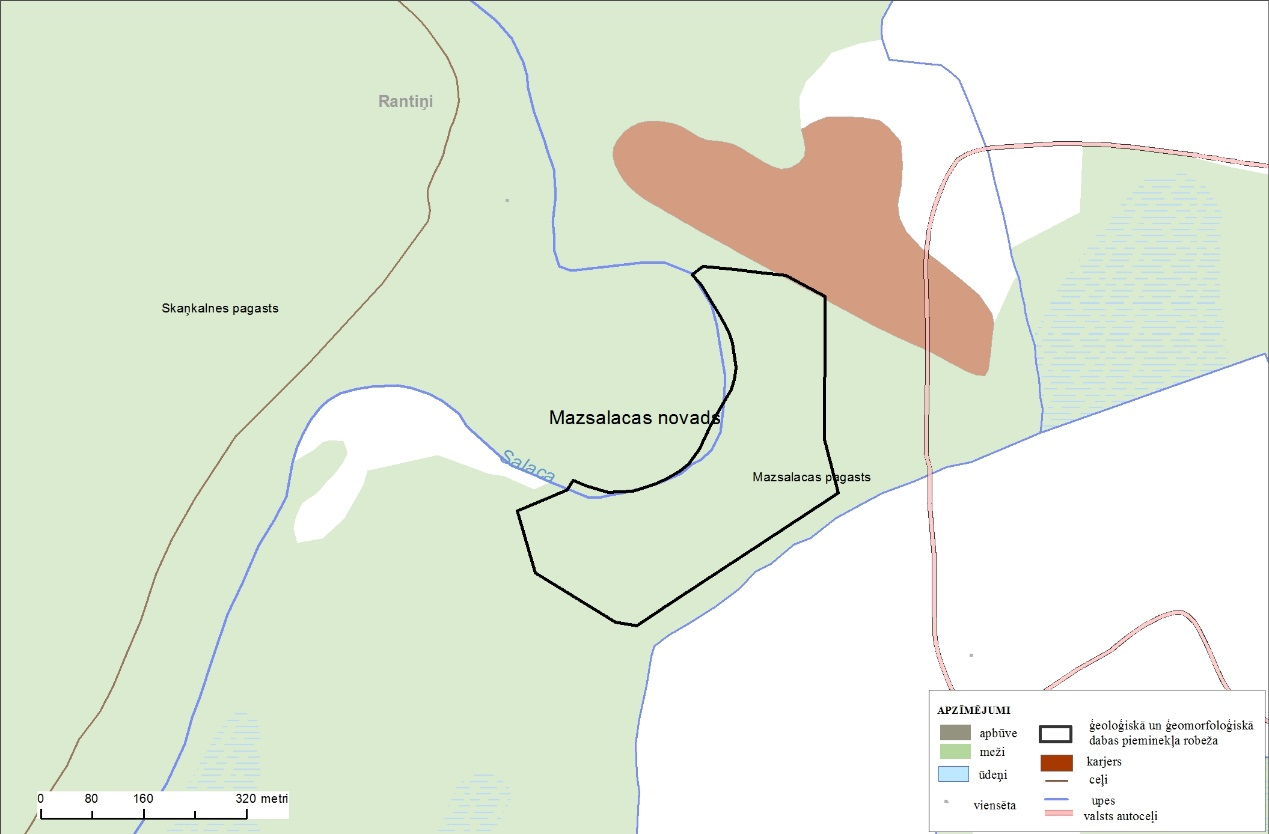 Rantiņi
Skaņkalnes pagasts
Mazsalacas novads
Salaca
Mazsalacas pagasts
0 80 160 320 metri
APZĪMĒJUMI
apbūve
meži
ūdeņi
viensēta
ģeoloģiskā un ģeomorfoloģiskā
dabas pieminekļa robeža
karjers
ceļi
upes
valsts autoceļi